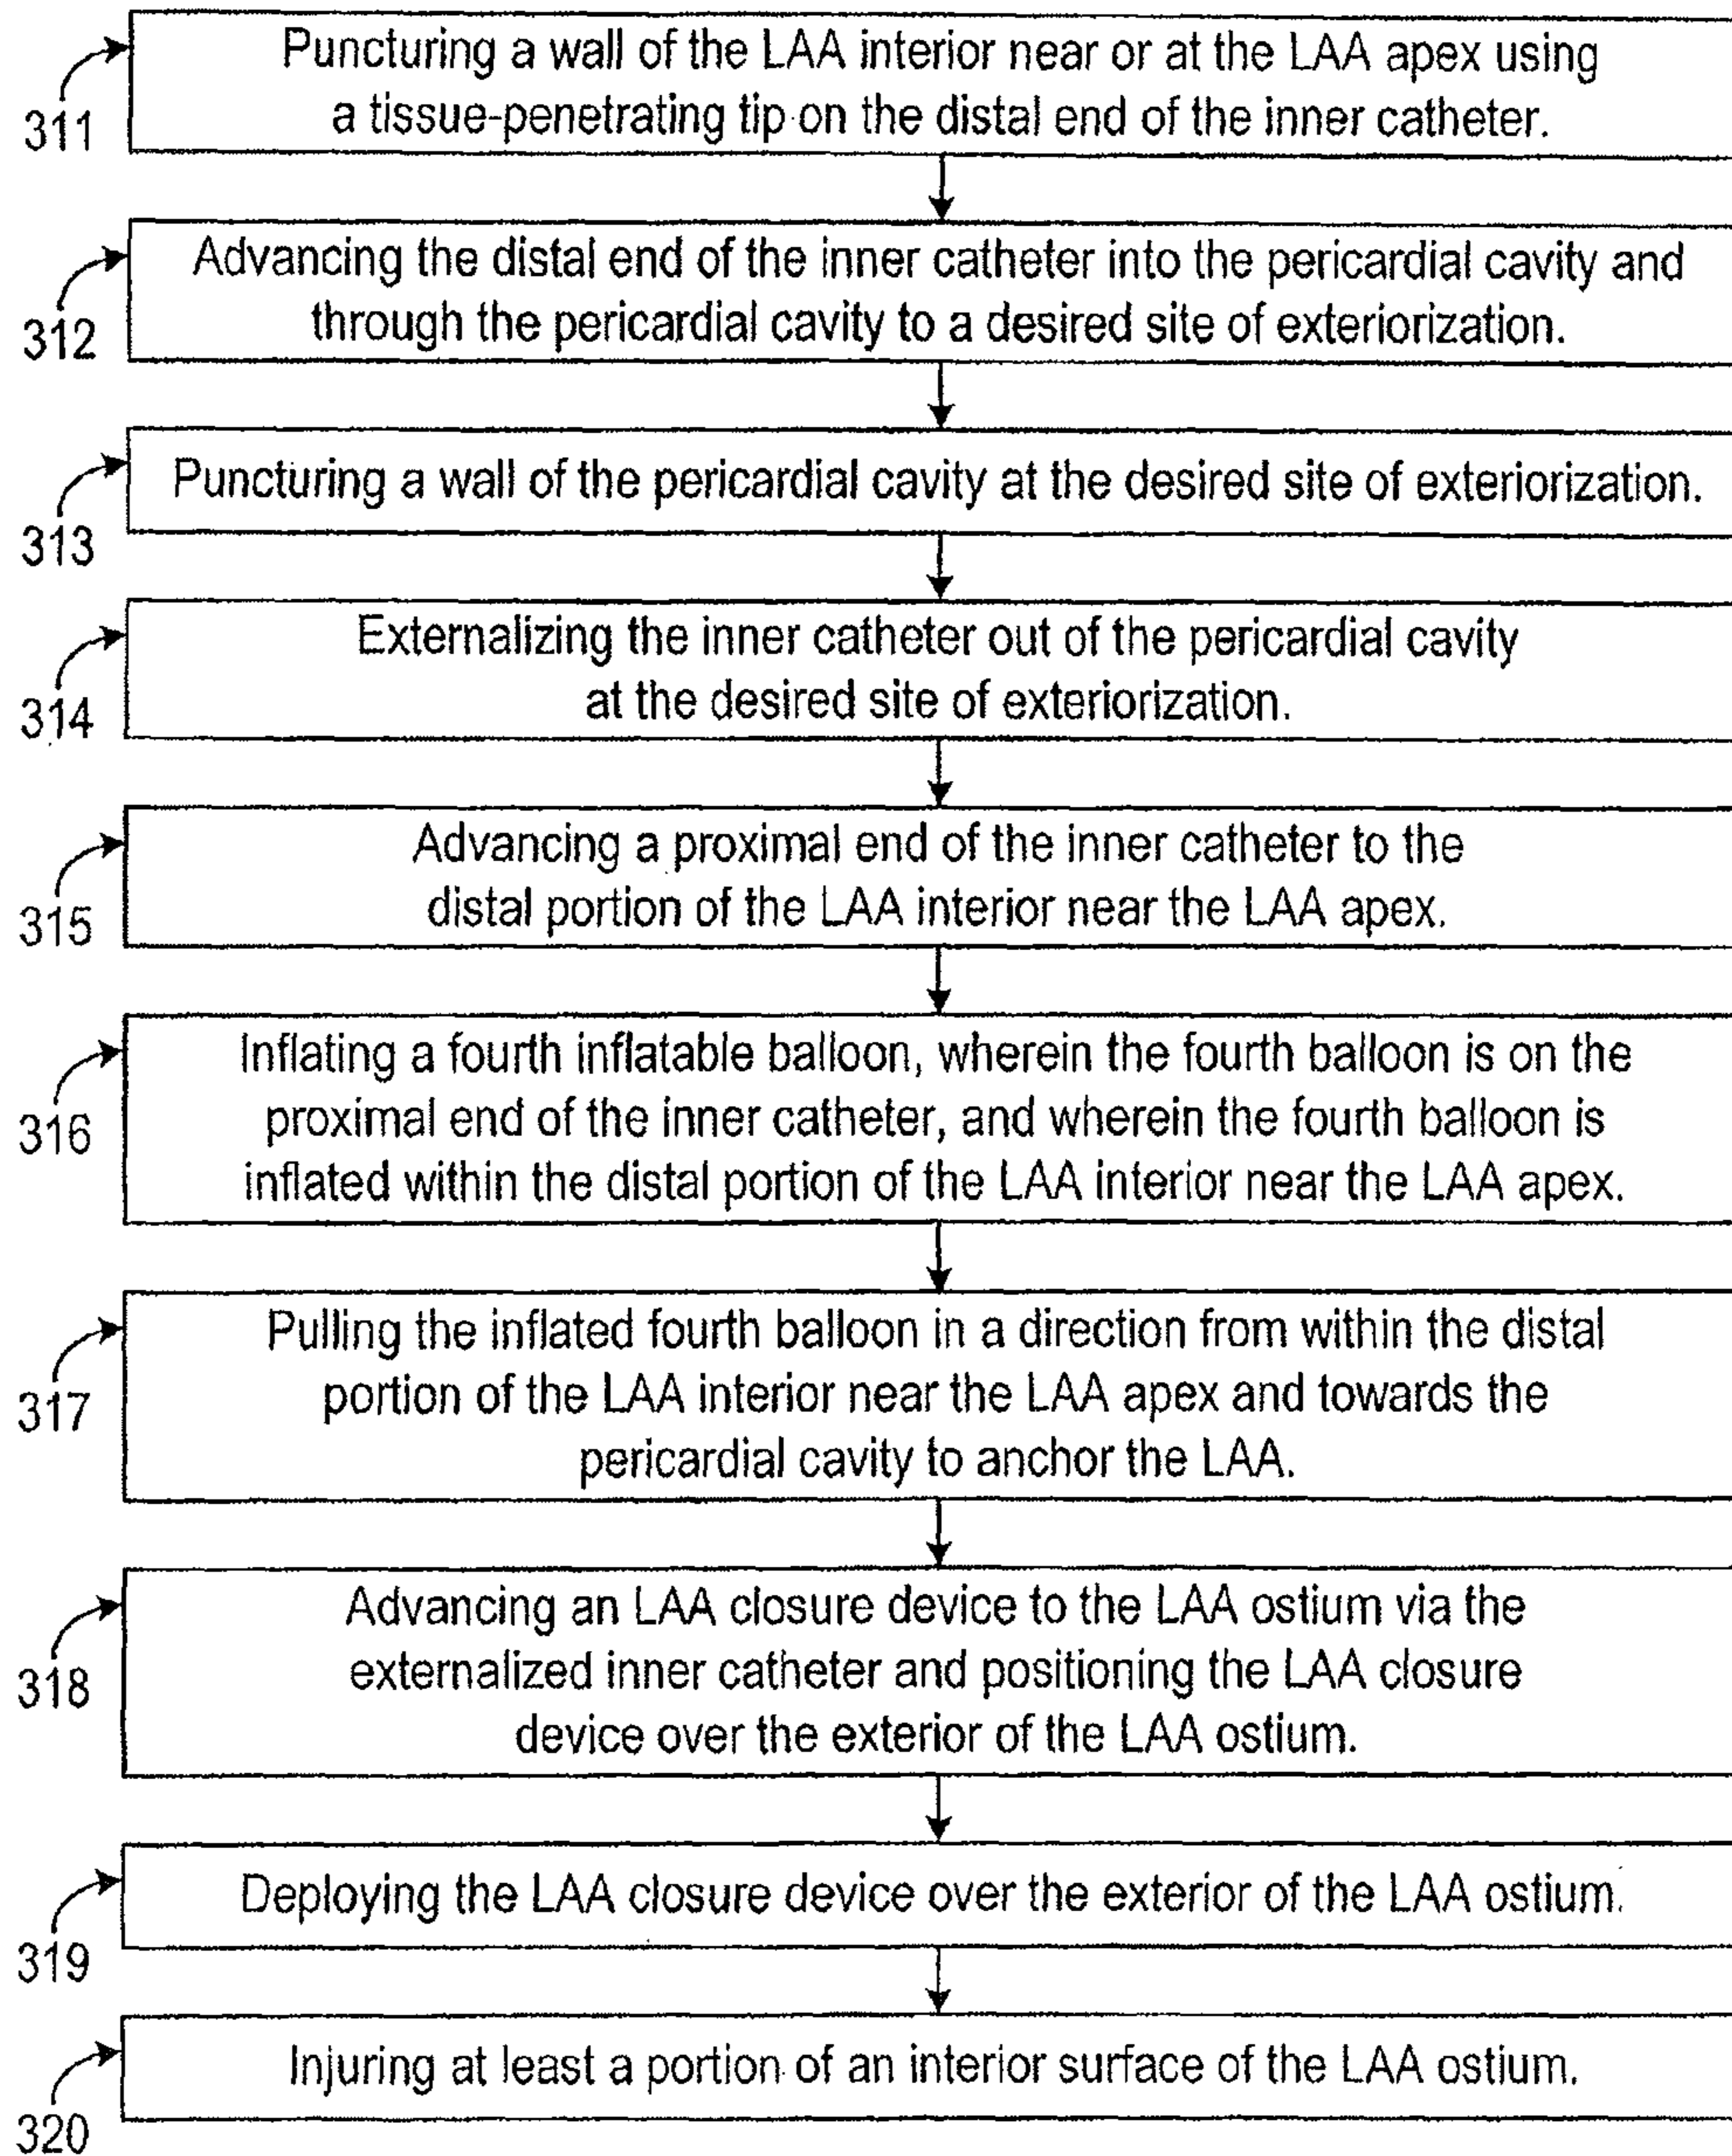 Puncturing a wall of the LAA interior near or at the LAA apex using
a tissue-penetrating tip on the distal end of the inner catheter.
311
Advancing the distal end of the inner catheter into the pericardial cavity and
through the pericardial cavity to a desired site of exteriorization.
312
Puncturing a wall of the pericardial cavity at the desired site of exteriorization.
313
Externalizing the inner catheter out of the pericardial cavity
at the desired site of exteriorization.
314
Advancing a proximal end of the inner catheter to the
distal portion of the LAA interior near the LAA apex.
315
Inflating a fourth inflatable balloon, wherein the fourth balloon is on the
proximal end of the inner catheter, and wherein the fourth balloon is
inflated within the distal portion of the LAA interior near the LAA apex.
316
Pulling the inflated fourth balloon in a direction from within the distal
portion of the LAA interior near the LAA apex and towards the
pericardial cavity to anchor the LAA.
317
Advancing an LAA closure device to the LAA ostium via the
externalized inner catheter and positioning the LAA closure
device over the exterior of the LAA ostium.
318
Deploying the LAA closure device over the exterior of the LAA ostium.
319
Injuring at least a portion of an interior surface of the LAA ostium.
320